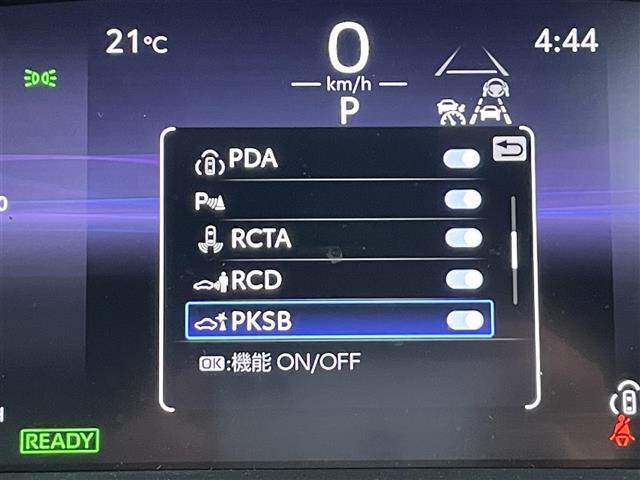 21°C
0
4:44
km/h
P
PDA
P
RCTA
RCD
PKSB
OK:機能 ON/OFF
READY